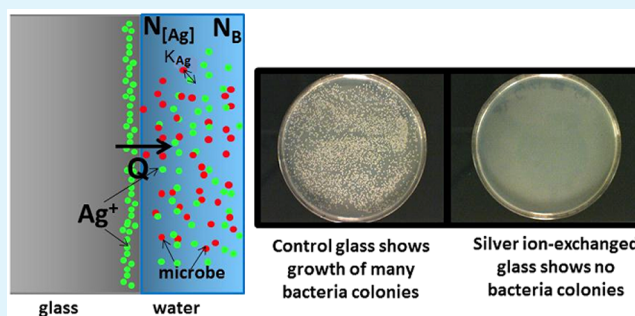 N[Ag] NB
KAg
Q
Ag+
microbe
glass water
Control glass shows
growth of many
bacteria colonies
Silver ion-exchanged
glass shows no
bacteria colonies